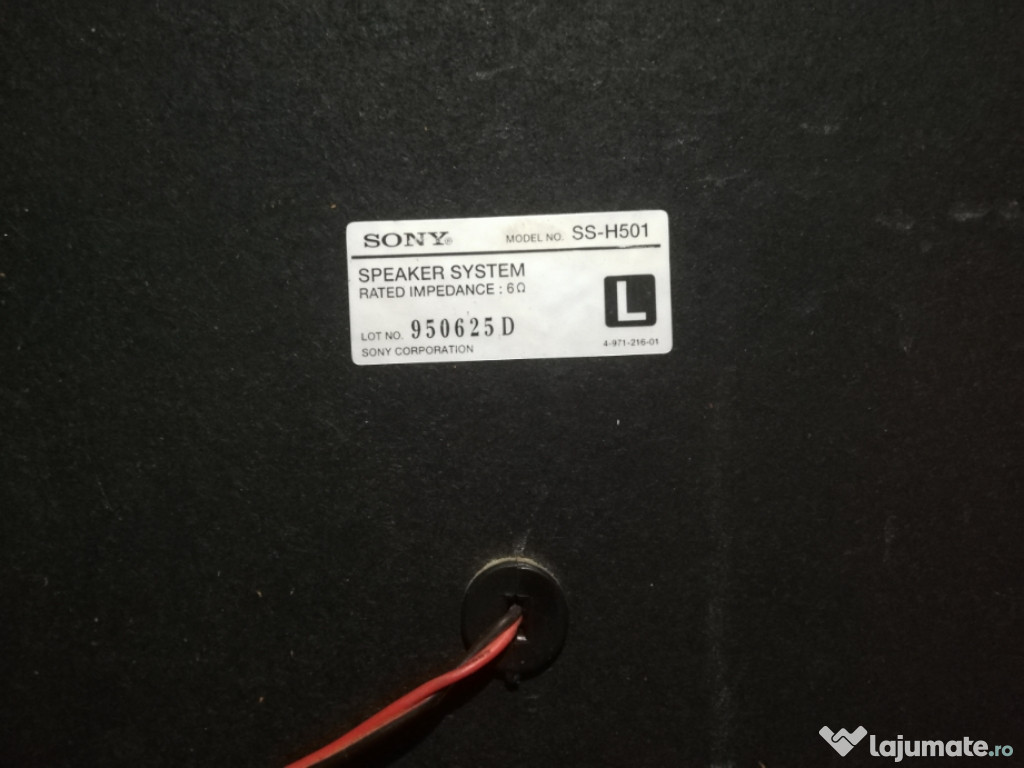 SONY® MODEL NO. SS-H501
SPEAKER SYSTEM
RATED IMPEDANCE : 6Ω
L
LOT NO. 950625D
4-971-216-01
SONY CORPORATION
lajumate.ro